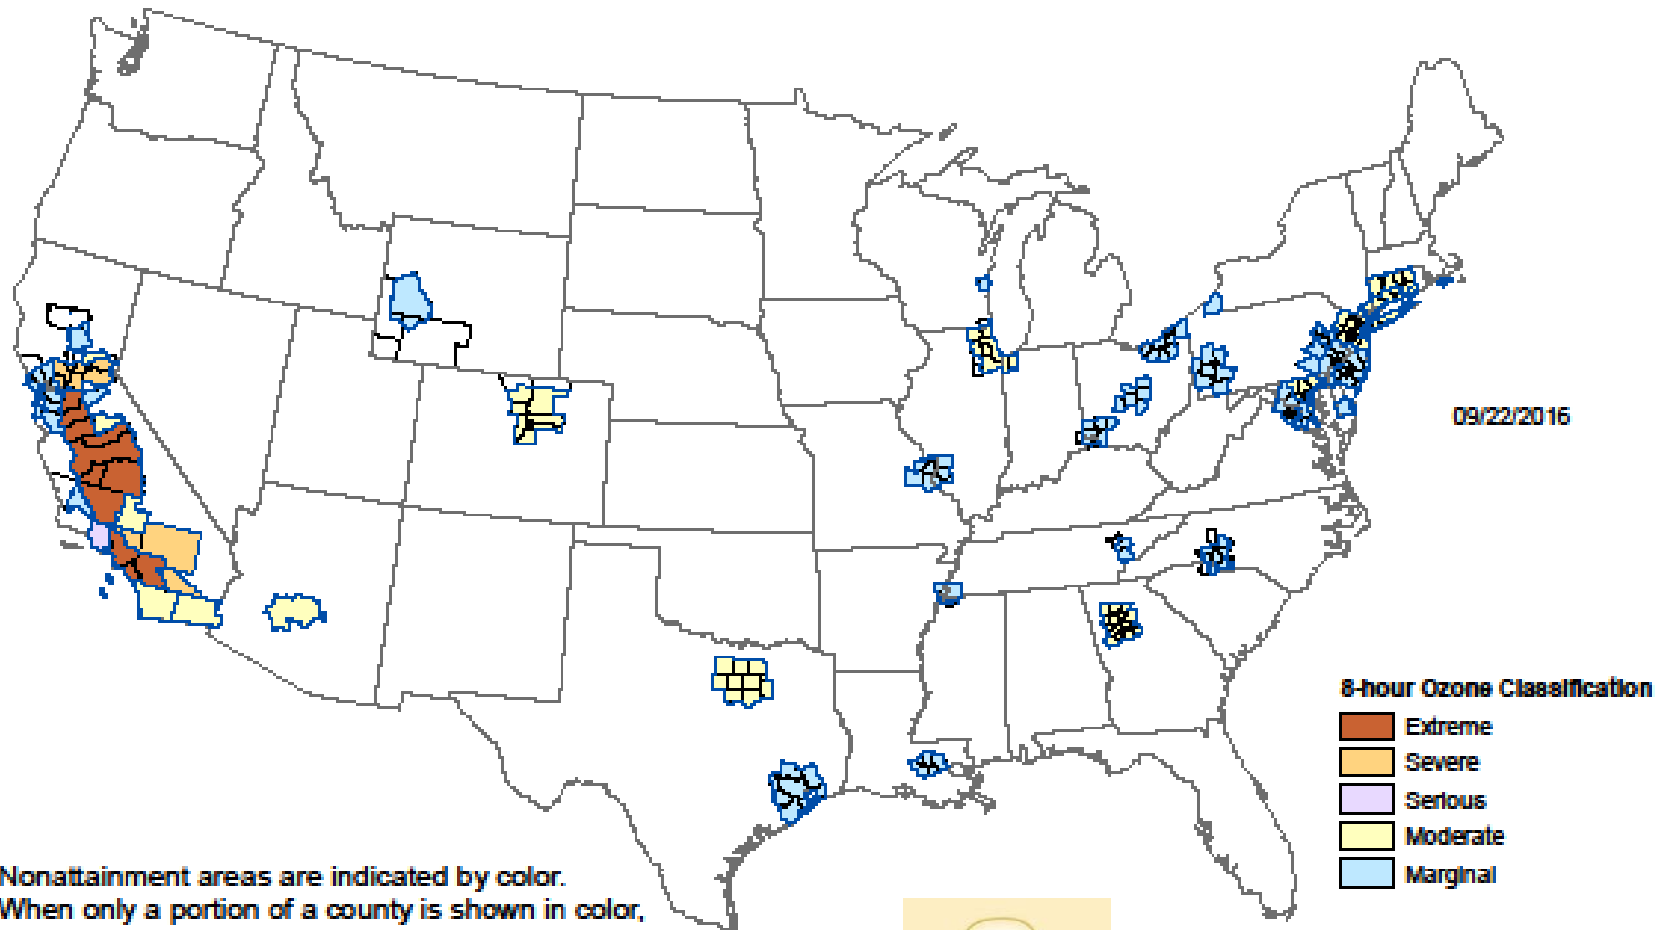 09/22/2016
8-hour Ozone Classification
Extreme
Severe
Serious
Moderate
Marginal
Nonattainment areas are indicated by color.
When only a portion of a county is shown in color,